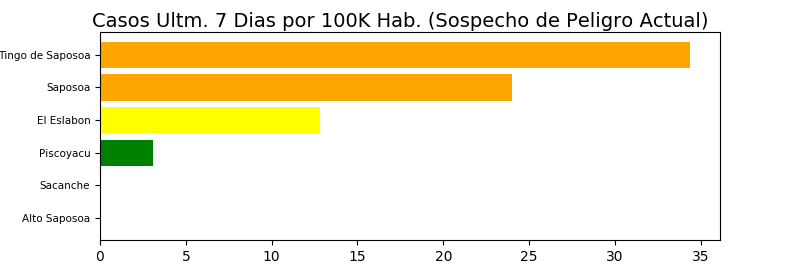 Casos Ultm. 7 Dias por 100K Hab. (Sospecho de Peligro Actual)
Tingo de Saposoa
Saposoa
El Eslabon
Piscoyacu
Sacanche
Alto Saposoa
0 5 10 15 20 25 30 35